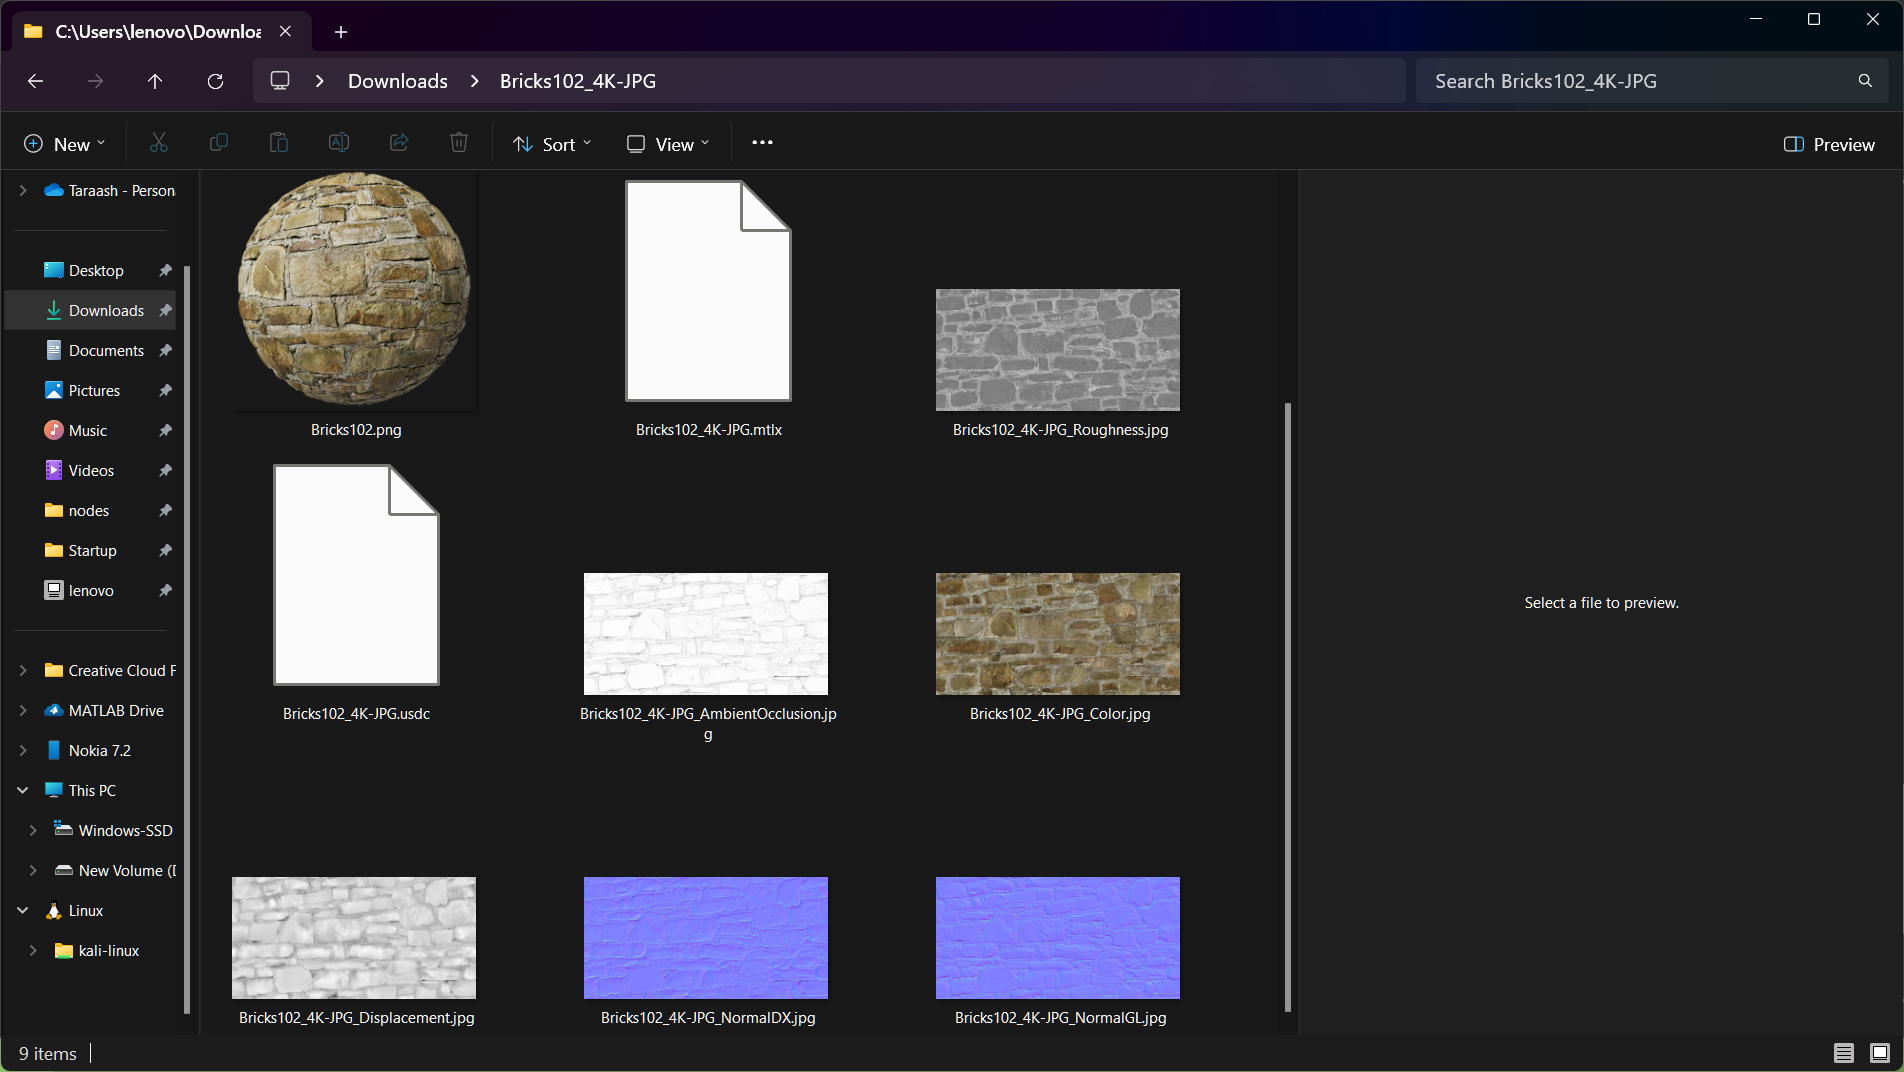 C:\Users\lenovo\Downloa
Downloads
Bricks102_4K-JPG
Search Bricks102_4K-JPG
New
Sort
View
Preview
Taraash - Person
Desktop
Downloads
Documents
Pictures
Music
Videos
nodes
Startup
lenovo
Creative Cloud F
MATLAB Drive
Nokia 7.2
This PC
Windows-SSD
New Volume (D
Linux
kali-linux
Bricks102.png
Bricks102_4K-JPG.mtlx
Bricks102_4K-JPG_Roughness.jpg
Bricks102_4K-JPG.usdc
Bricks102_4K-JPG_AmbientOcclusion.jp
g
Bricks102_4K-JPG_Color.jpg
Bricks102_4K-JPG_Displacement.jpg
Bricks102_4K-JPG_NormalDX.jpg
Bricks102_4K-JPG_NormalGL.jpg
Select a file to preview.
9 items